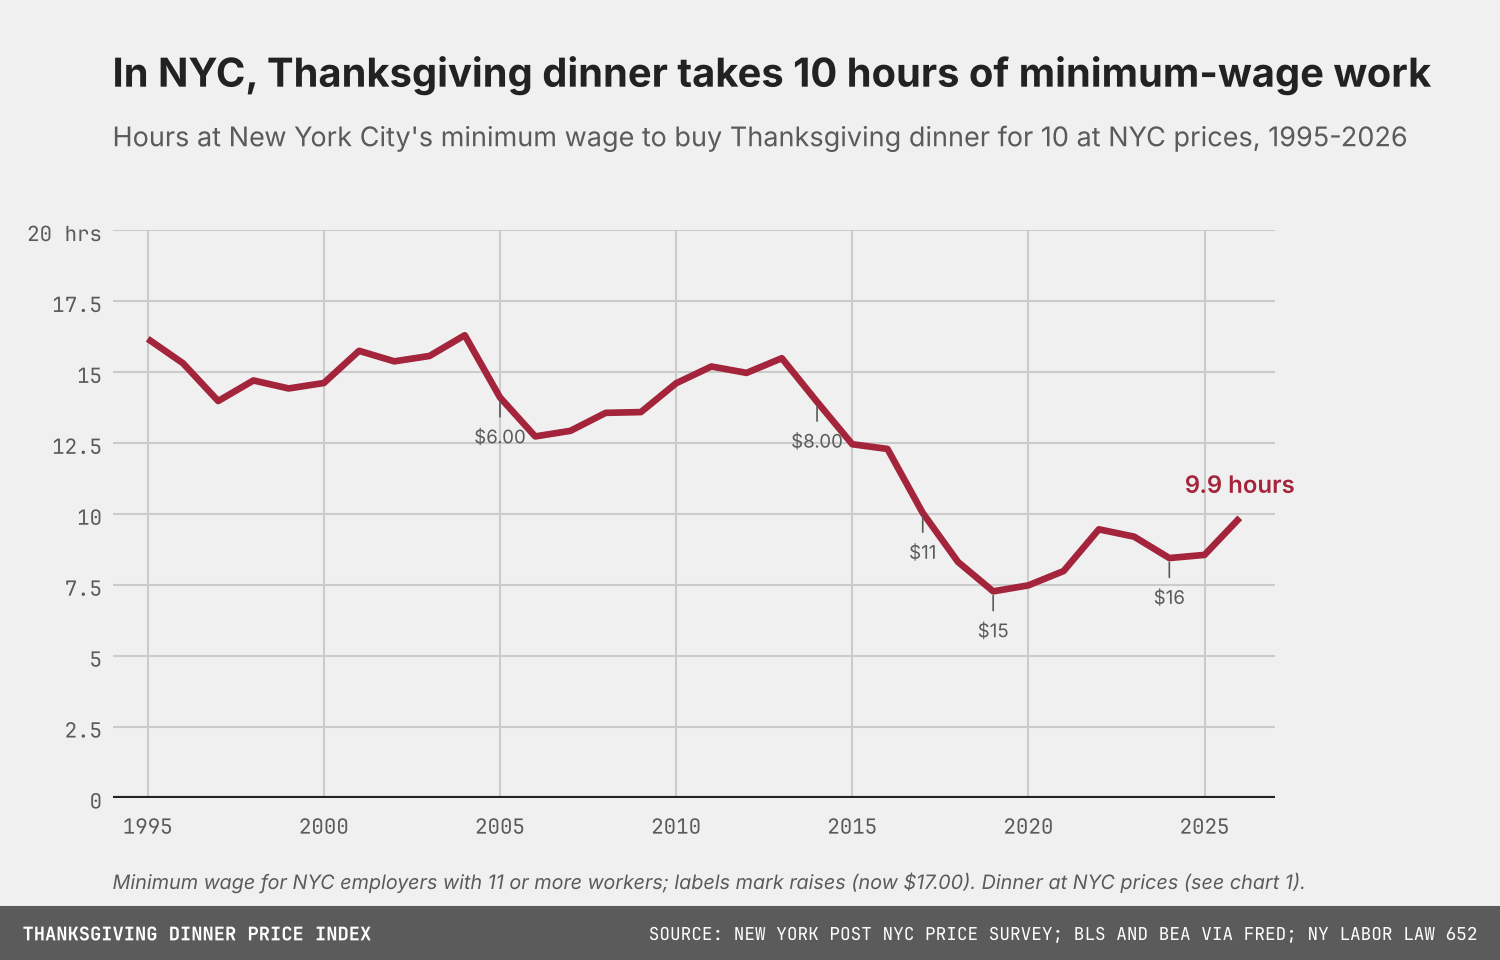 In NYC, Thanksgiving dinner takes 10 hours of minimum-wage work
Hours at New York City's minimum wage to buy Thanksgiving dinner for 10 at NYC prices, 1995-2026
20 hrs
17.5
15
12.5
10
7.5
5
2.5
0
$6.00
$8.00
$11
$15
$16
9.9 hours
1995
2000
2005
2010
2015
2020
2025
Minimum wage for NYC employers with 11 or more workers; labels mark raises (now $17.00). Dinner at NYC prices (see chart 1).
THANKSGIVING DINNER PRICE INDEX
SOURCE: NEW YORK POST NYC PRICE SURVEY; BLS AND BEA VIA FRED; NY LABOR LAW 652